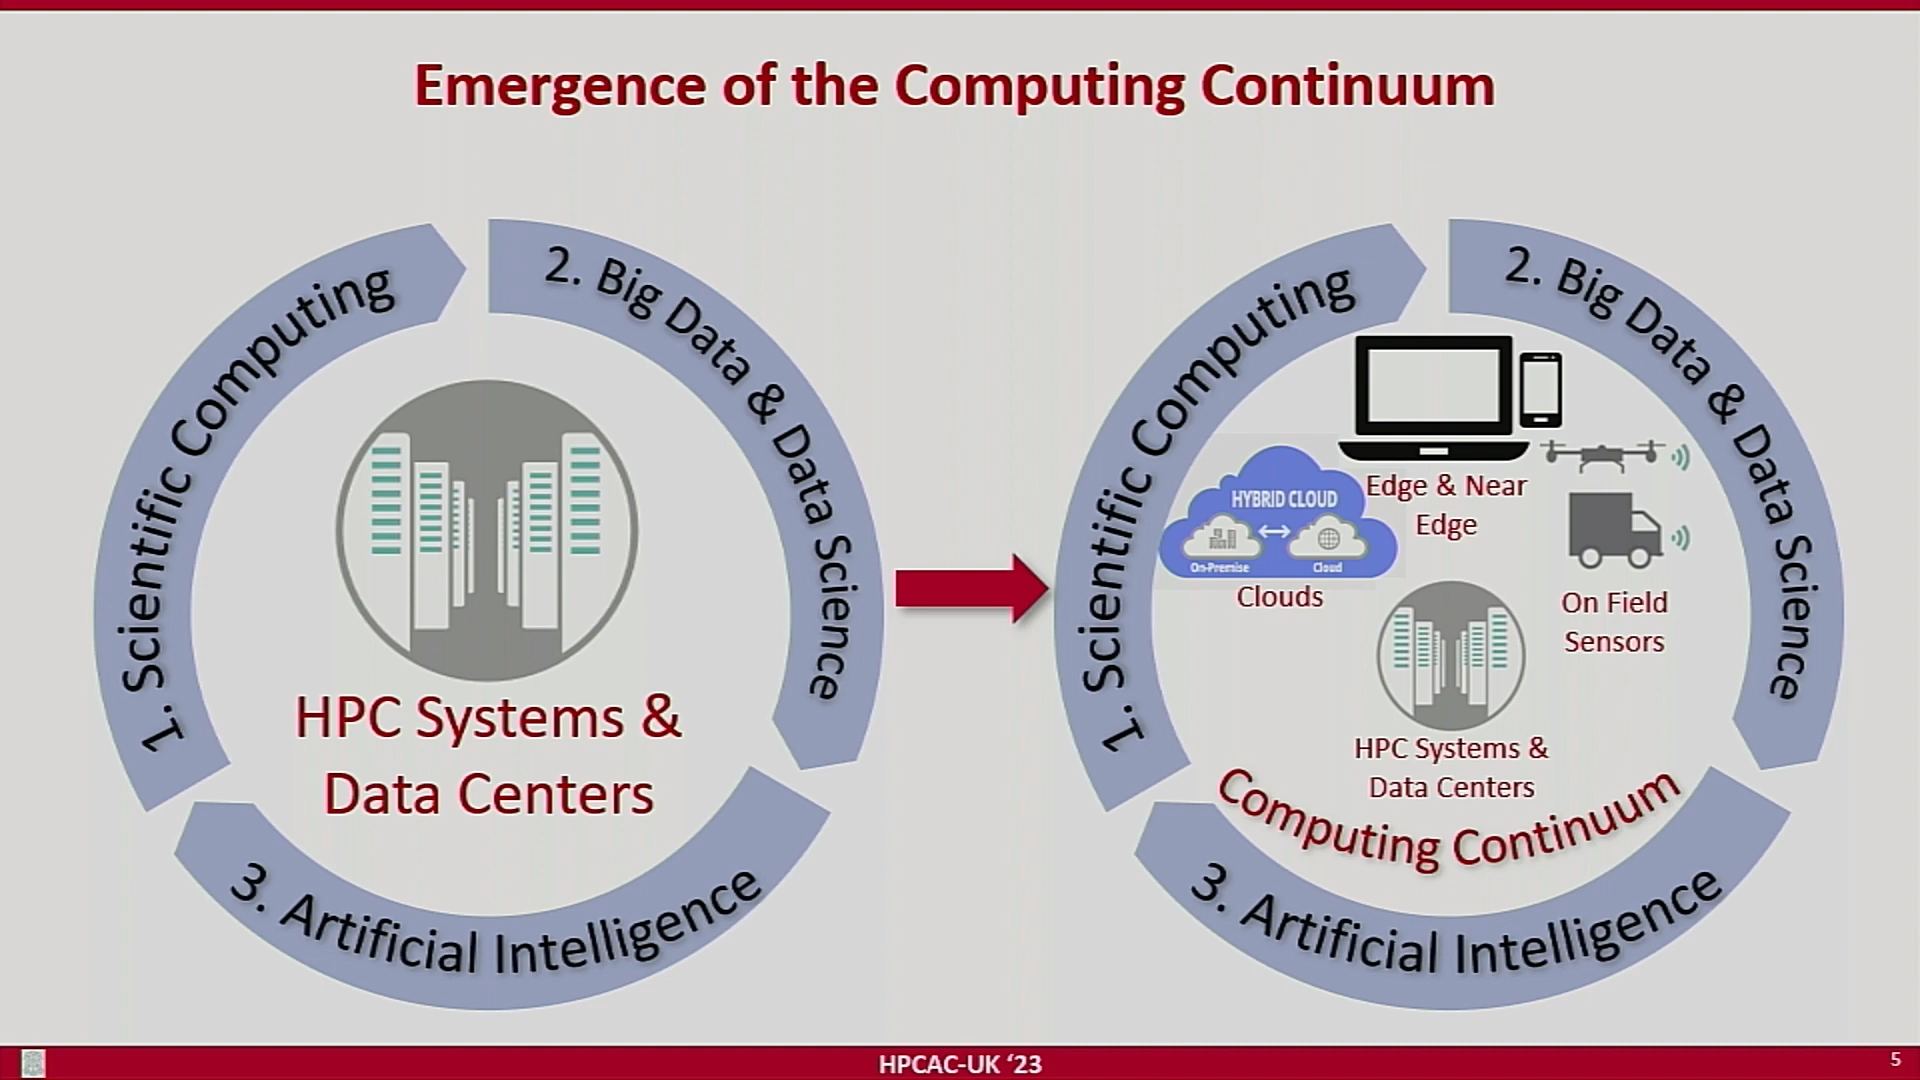 Emergence of the Computing Continuum
1. Scientific Computing
2. Big Data & Data Science
3. Artificial Intelligence
HPC Systems &
Data Centers
1. Scientific Computing
2. Big Data & Data Science
3. Artificial Intelligence
Edge & Near
Edge
HYBRID CLOUD
On-Premise
Cloud
Clouds
On Field
Sensors
HPC Systems &
Data Centers
Computing Continuum
HPCAC-UK ‘23
5